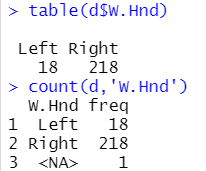 > table(d$W.Hnd)
Left Right
18 218
> count(d,'W.Hnd')
W.Hnd freq
1 Left 18
2 Right 218
3 <NA> 1